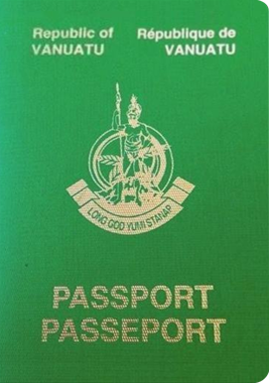 Republic of République de
VANUATU VANUATU
LONG GOD YUMI STANAP
PASSPORT
PASSEPORT